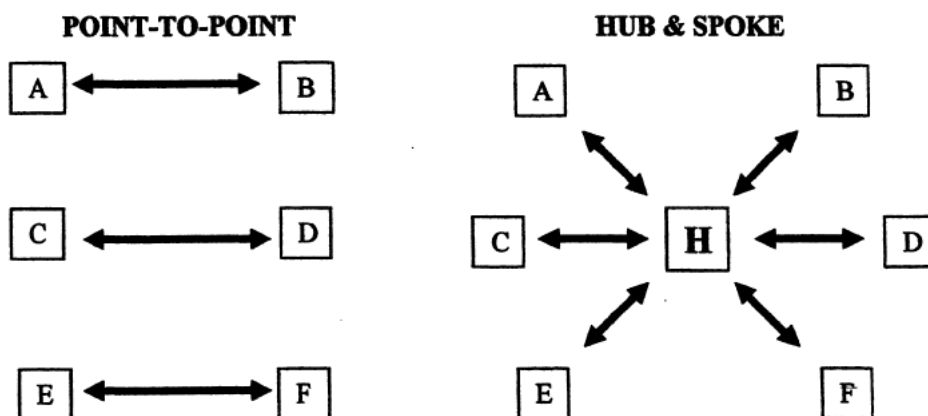 POINT-TO-POINT
A B
C D
E F
HUB & SPOKE
A B
C H D
E F